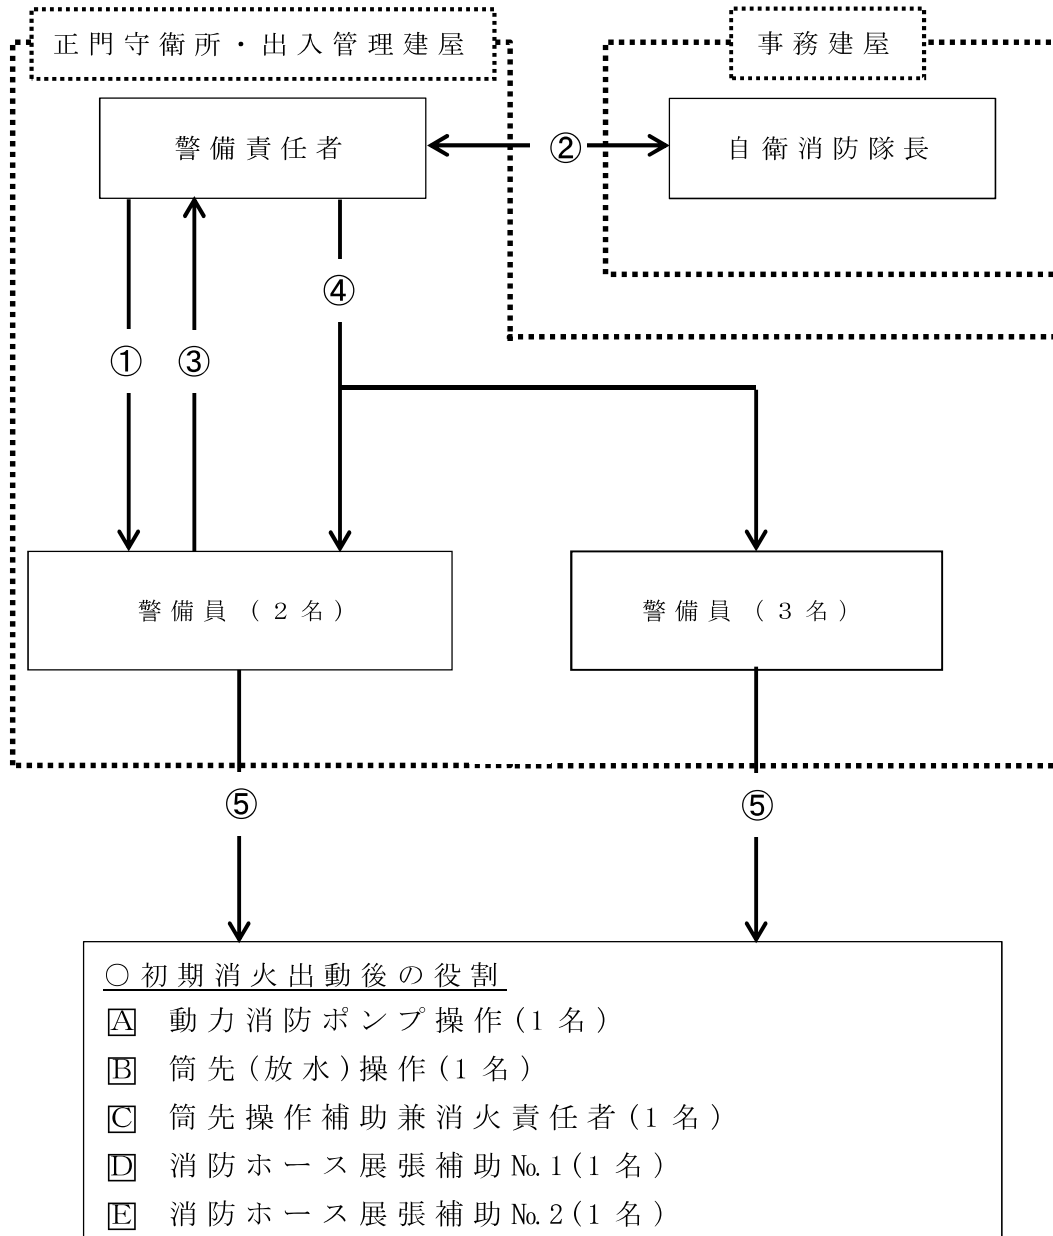 正門守衛所・出入管理建屋
事務建屋
警備責任者
②
自衛消防隊長
④
①
③
警備員(2名)
警備員(3名)
⑤
⑤
○初期消火出動後の役割
A 動力消防ポンプ操作(1名)
B 筒先(放水)操作(1名)
C 筒先操作補助兼消火責任者(1名)
D 消防ホース展張補助№1(1名)
E 消防ホース展張補助№2(1名)